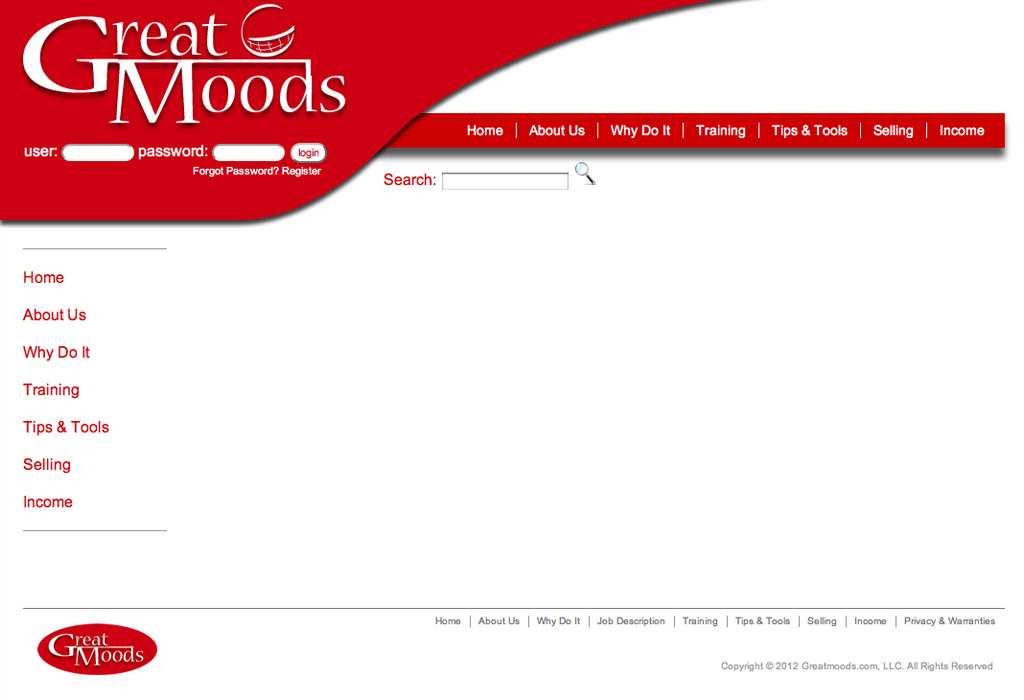 Great
Moods
Home About Us Why Do It Training Tips & Tools Selling Income
user: password: login
Forgot Password? Register
Search:
Home
About Us
Why Do It
Training
Tips & Tools
Selling
Income
Home About Us Why Do It Job Description Training Tips & Tools Selling Income Privacy & Warranties
Great
Moods
Copyright © 2012 Greatmoods.com, LLC. All Rights Reserved